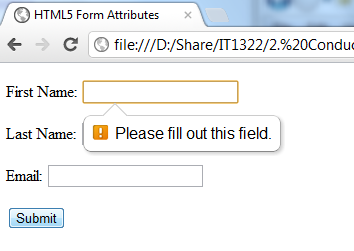 HTML5 Form Attributes
file:///D:/Share/IT1322/2.%20Conduc
First Name:
Please fill out this field.
Last Name:
Email:
Submit